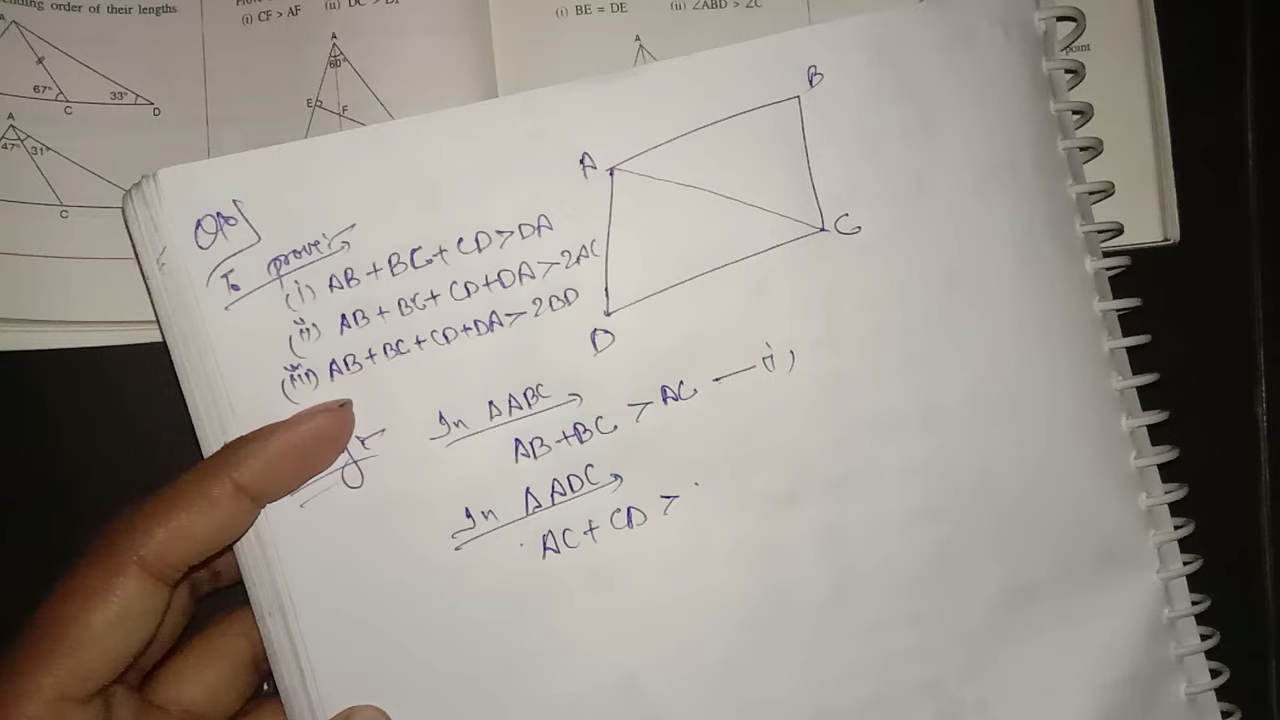 ding order of their lengths
A
67°
33°
C
D
A
47°
31°
C
(i) CF > AF
A
60°
E
F
(i) BE = DE
(ii) ∠ABD > ∠C
A
point
To prove:
(i) AB + BC + CD > DA
(ii) AB + BC + CD + DA > 2AC
(iii) AB + BC + CD + DA > 2BD
A
B
C
D
In ΔABC
AB + BC > AC — i)
In ΔADC
AC + CD >